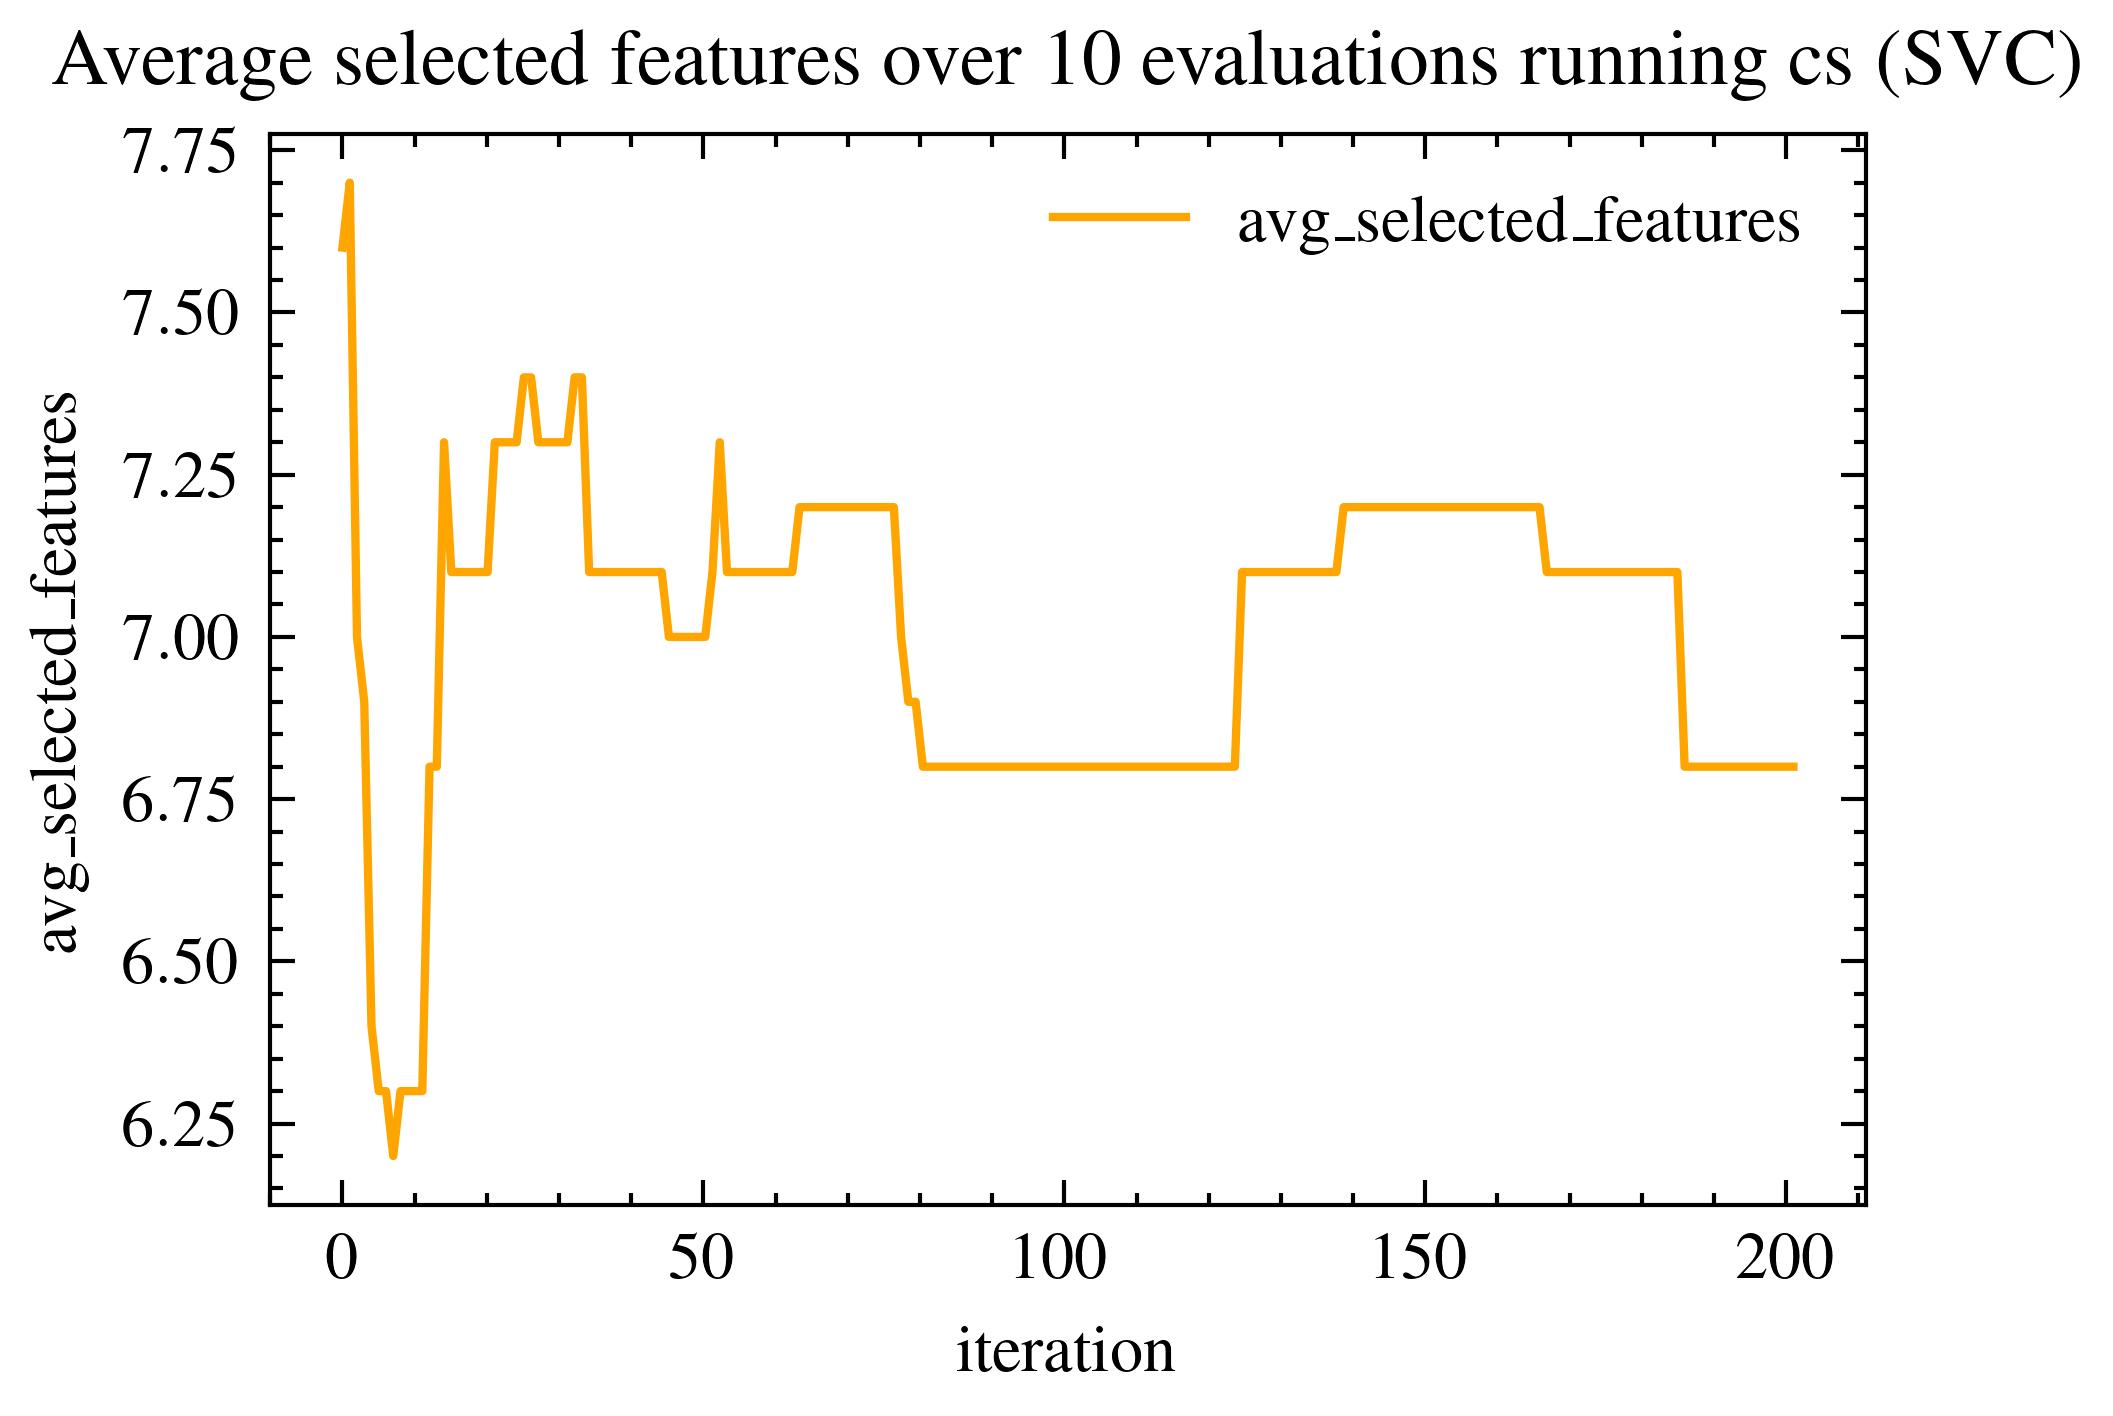 Average selected features over 10 evaluations running cs (SVC)
avg_selected_features
7.75
7.50
7.25
7.00
6.75
6.50
6.25
avg_selected_features
0 50 100 150 200
iteration